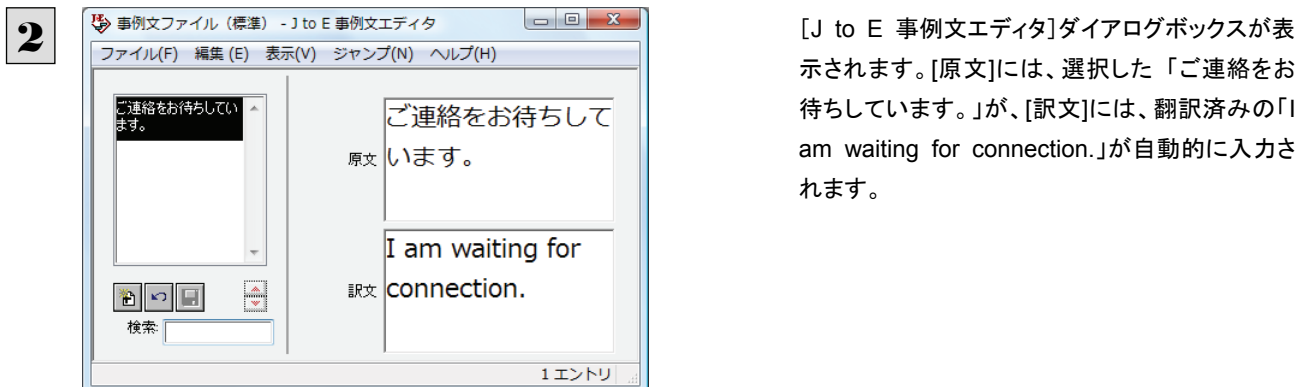 2
事例文ファイル（標準） - J to E 事例文エディタ
ファイル(F) 編集 (E) 表示(V) ジャンプ(N) ヘルプ(H)
ご連絡をお待ちしてい
ます。
原文
ご連絡をお待ちして
います。
訳文
I am waiting for
connection.
検索:
1 エントリ
[J to E 事例文エディタ]ダイアログボックスが表
示されます。[原文]には、選択した 「ご連絡をお
待ちしています。」が、[訳文]には、翻訳済みの「I
am waiting for connection.」が自動的に入力さ
れます。